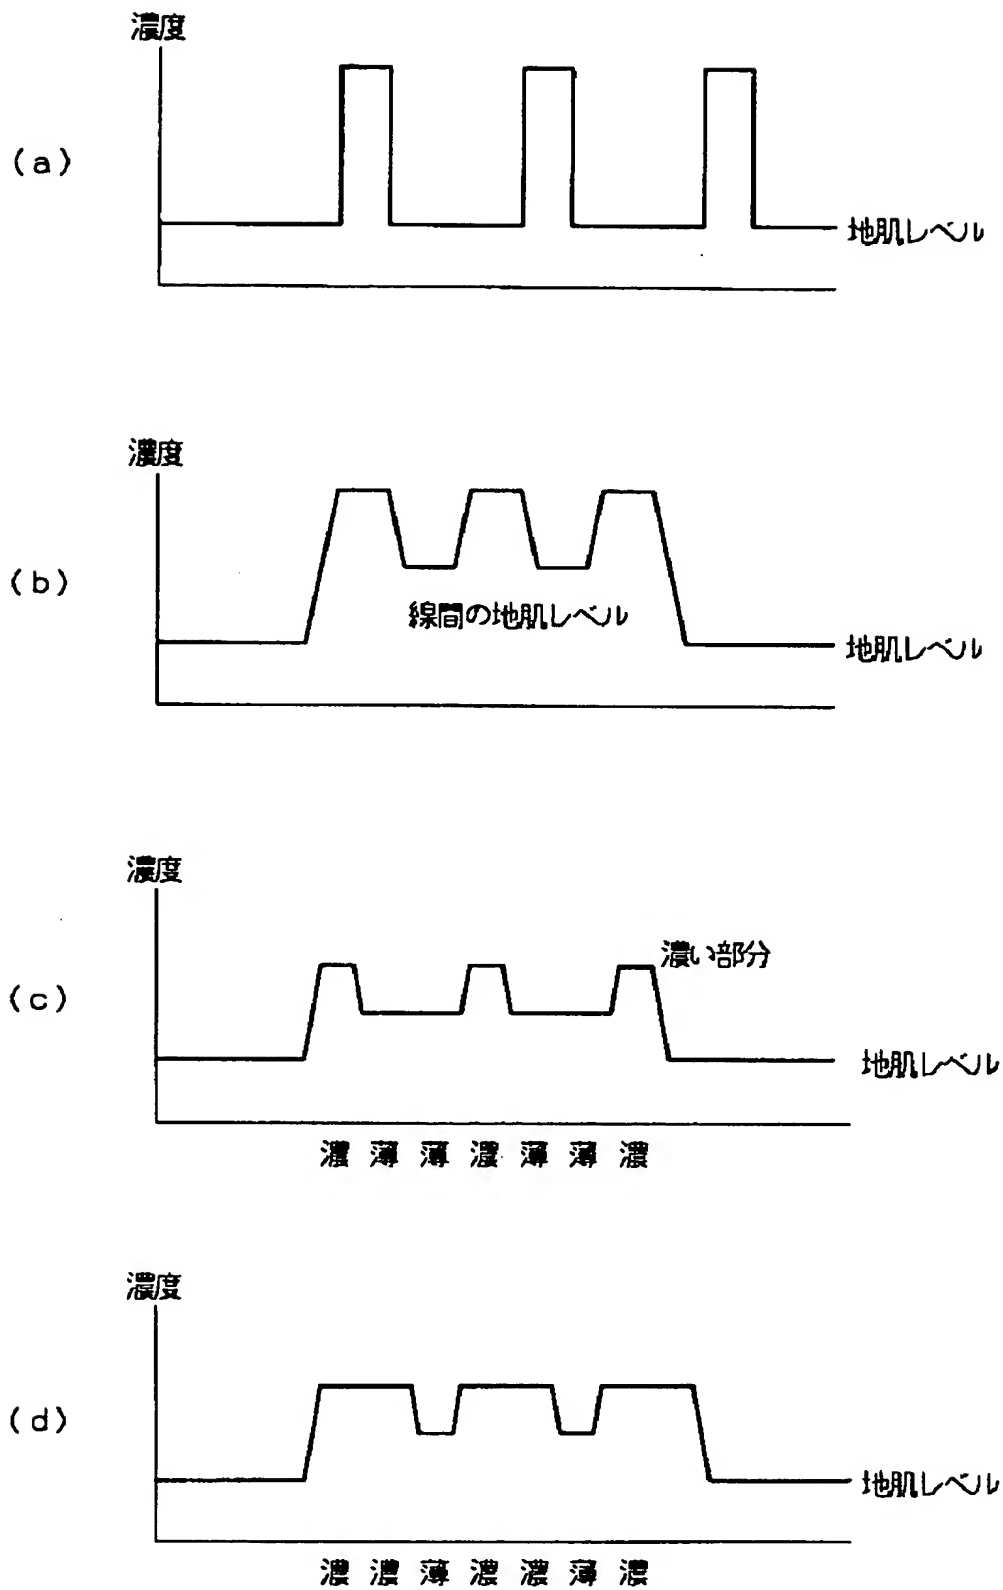 濃度
(a)
地肌レベル
濃度
(b)
線間の地肌レベル
地肌レベル
濃度
濃い部分
(c)
地肌レベル
濃 薄 薄 濃 薄 薄 濃
濃度
(d)
地肌レベル
濃 濃 薄 濃 濃 薄 濃